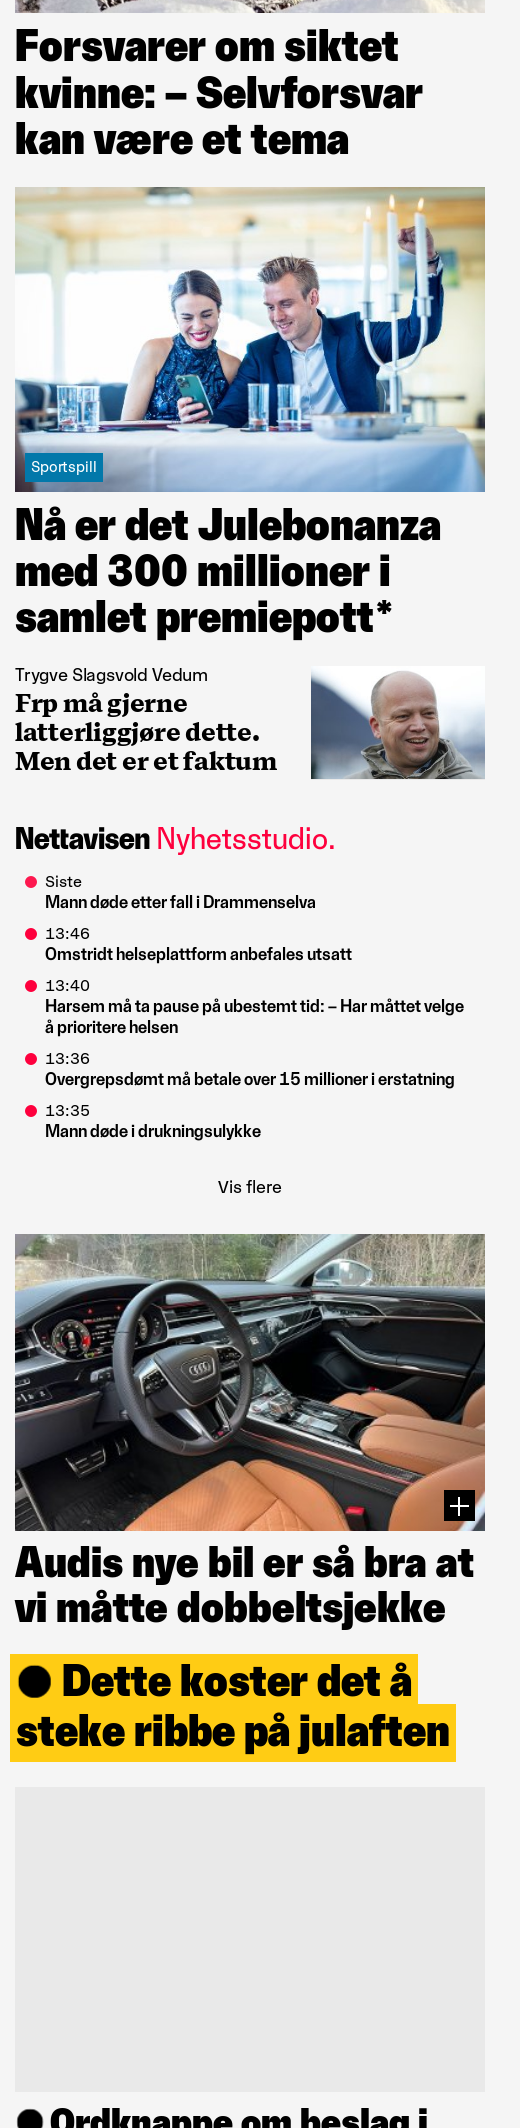 Forsvarer om siktet
kvinne: – Selvforsvar
kan være et tema
Sportspill
Nå er det Julebonanza
med 300 millioner i
samlet premiepott*
Trygve Slagsvold Vedum
Frp må gjerne
latterliggjøre dette.
Men det er et faktum
Nettavisen Nyhetsstudio.
Siste
Mann døde etter fall i Drammenselva
13:46
Omstridt helseplattform anbefales utsatt
13:40
Harsem må ta pause på ubestemt tid: – Har måttet velge
å prioritere helsen
13:36
Overgrepsdømt må betale over 15 millioner i erstatning
13:35
Mann døde i drukningsulykke
Vis flere
Audis nye bil er så bra at
vi måtte dobbeltsjekke
● Dette koster det å
steke ribbe på julaften
● Ordknappe om beslag i